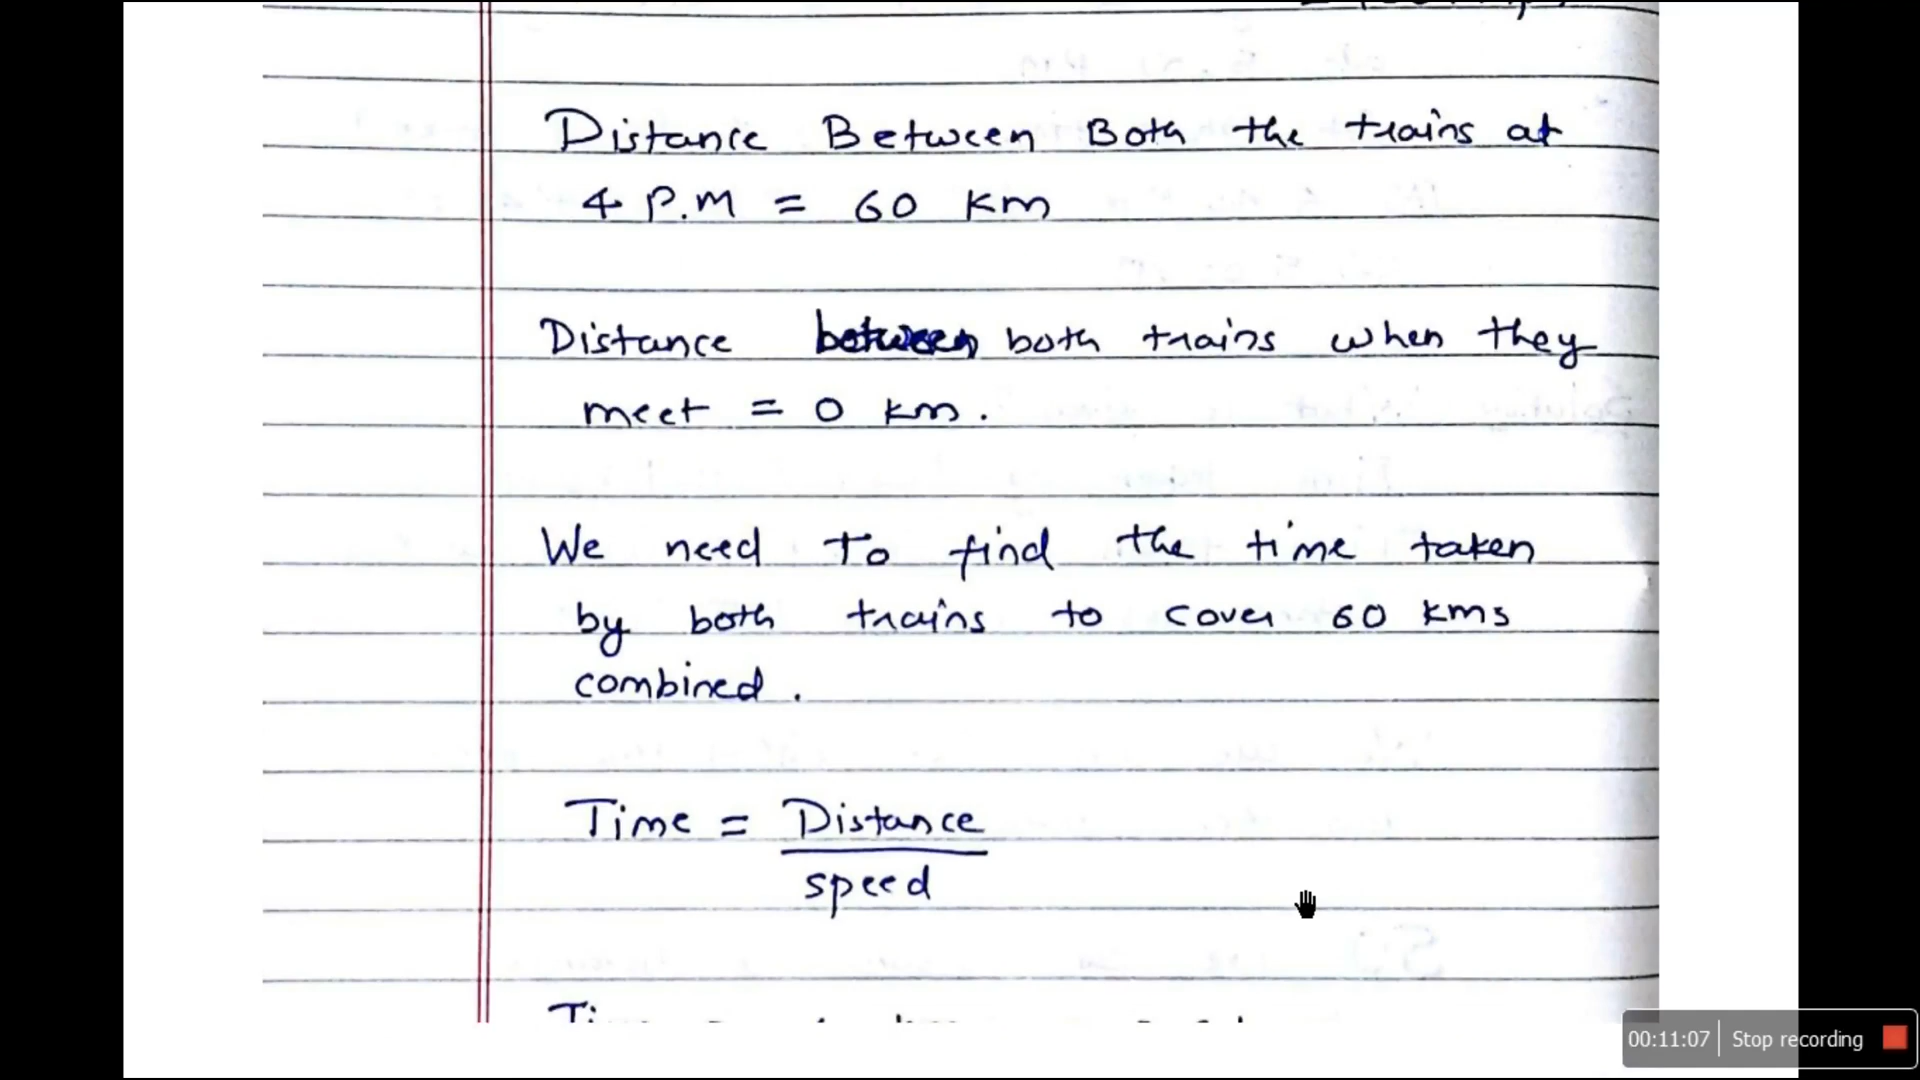 Distance Between Both the trains at
4 P.M = 60 km
Distance between both trains when they
meet = 0 km.
We need To find the time taken
by both trains to cover 60 kms
combined.
Time = Distance
speed
00:11:07 Stop recording